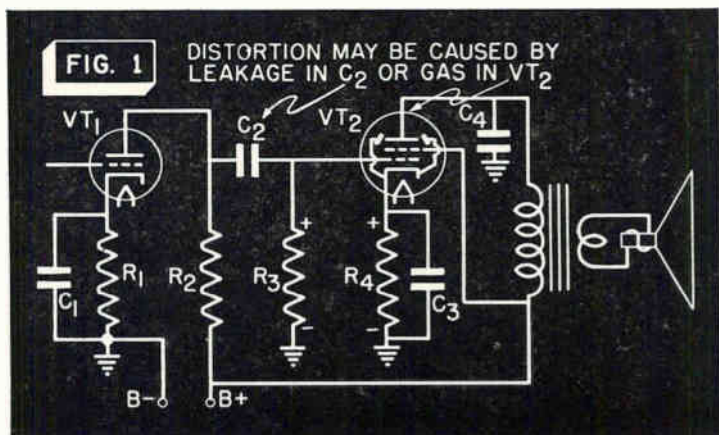 FIG. 1
DISTORTION MAY BE CAUSED BY
LEAKAGE IN C2 OR GAS IN VT2
VT1
C2
VT2
C4
+
+
C1
R1
R2
R3
R4
C3
-
-
B-
B+